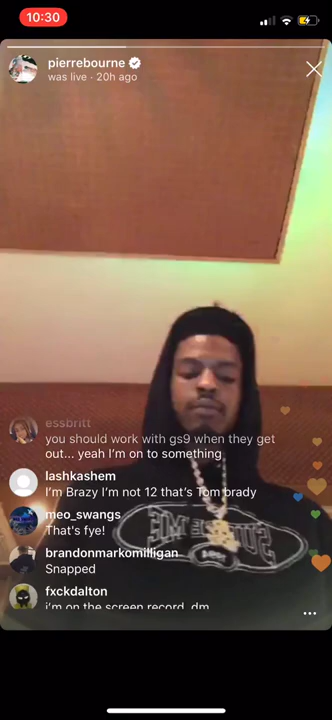 10:30
pierrebourne
was live · 20h ago
essbritt
you should work with gs9 when they get
out... yeah I'm on to something
lashkashem
I'm Brazy I'm not 12 that's Tom brady
meo_swangs
That's fye!
brandonmarkomilligan
Snapped
fxckdalton
i'm on the screen record, dm